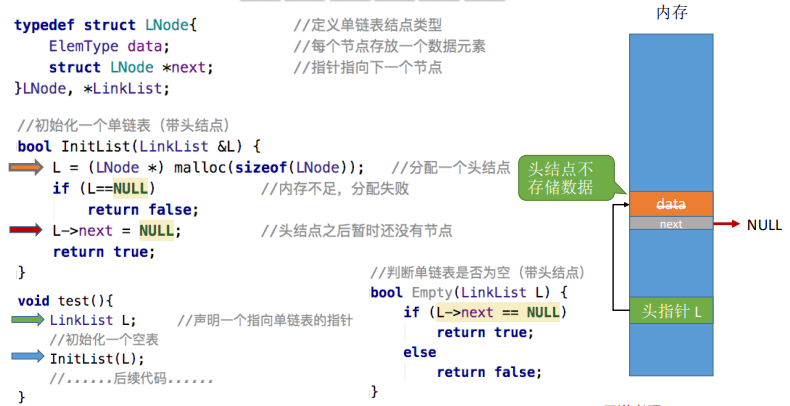 typedef struct LNode{ //定义单链表结点类型
ElemType data; //每个节点存放一个数据元素
struct LNode *next; //指针指向下一个节点
}LNode, *LinkList;
//初始化一个单链表（带头结点）
bool InitList(LinkList &L) {
L = (LNode *) malloc(sizeof(LNode)); //分配一个头结点
if (L==NULL) //内存不足，分配失败
return false;
L->next = NULL; //头结点之后暂时还没有节点
return true;
}
void test(){
LinkList L; //声明一个指向单链表的指针
//初始化一个空表
InitList(L);
//......后续代码......
}
//判断单链表是否为空（带头结点）
bool Empty(LinkList L) {
if (L->next == NULL)
return true;
else
return false;
}
内存
头结点不
存储数据
data
next
NULL
头指针 L